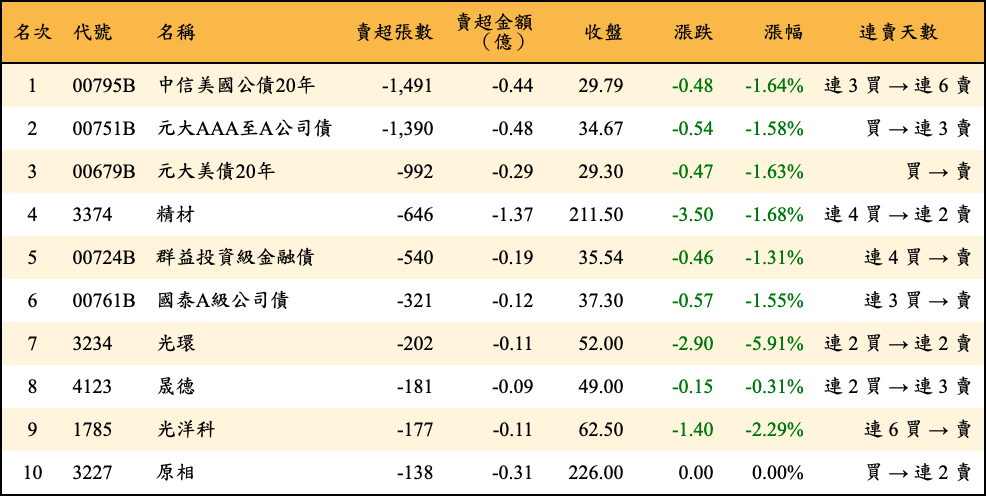 名次 代號 名稱 賣超張數 賣超金額（億） 收盤 漲跌 漲幅 連賣天數
1 00795B 中信美國公債20年 -1,491 -0.44 29.79 -0.48 -1.64% 連 3 買 → 連 6 賣
2 00751B 元大AAA至A公司債 -1,390 -0.48 34.67 -0.54 -1.58% 買 → 連 3 賣
3 00679B 元大美債20年 -992 -0.29 29.30 -0.47 -1.63% 買 → 賣
4 3374 精材 -646 -1.37 211.50 -3.50 -1.68% 連 4 買 → 連 2 賣
5 00724B 群益投資級金融債 -540 -0.19 35.54 -0.46 -1.31% 連 4 買 → 賣
6 00761B 國泰A級公司債 -321 -0.12 37.30 -0.57 -1.55% 連 3 買 → 賣
7 3234 光環 -202 -0.11 52.00 -2.90 -5.91% 連 2 買 → 連 2 賣
8 4123 晟德 -181 -0.09 49.00 -0.15 -0.31% 連 2 買 → 連 3 賣
9 1785 光洋科 -177 -0.11 62.50 -1.40 -2.29% 連 6 買 → 賣
10 3227 原相 -138 -0.31 226.00 0.00 0.00% 買 → 連 2 賣